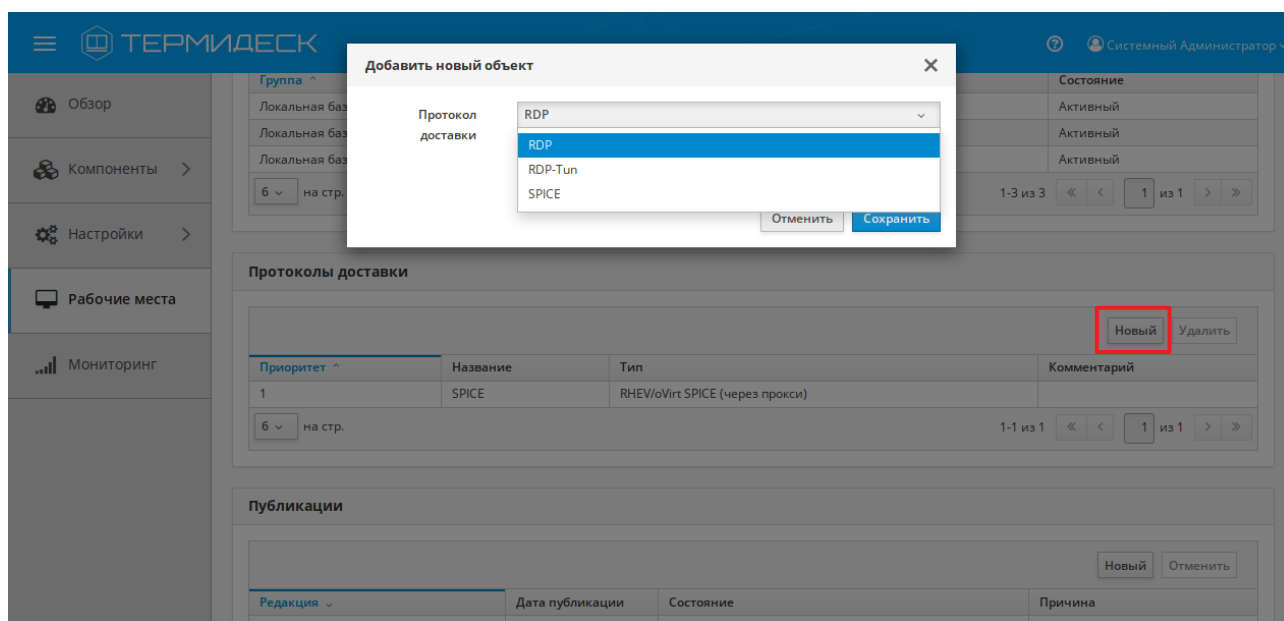 ТЕРМИДЕСК
Системный Администратор
Добавить новый объект
Протокол доставки
RDP
RDP
RDP-Tun
SPICE
Отменить Сохранить
Обзор
Компоненты
Настройки
Рабочие места
Мониторинг
Группа Состояние
Локальная баз Активный
Локальная баз Активный
Локальная баз Активный
6 на стр. 1-3 из 3 1 из 1
Протоколы доставки
Новый Удалить
Приоритет Название Тип Комментарий
1 SPICE RHEV/oVirt SPICE (через прокси)
6 на стр. 1-1 из 1 1 из 1
Публикации
Новый Отменить
Редакция Дата публикации Состояние Причина